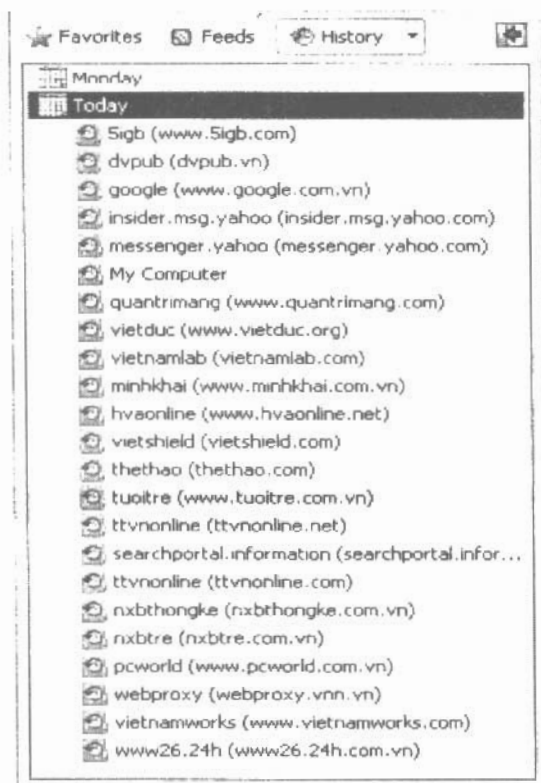 Favorites Feeds History
Monday
Today
5igb (www.5igb.com)
dvpub (dvpub.vn)
google (www.google.com.vn)
insider.msg.yahoo (insider.msg.yahoo.com)
messenger.yahoo (messenger.yahoo.com)
My Computer
quantrimang (www.quantrimang.com)
vietduc (www.vietduc.org)
vietnamlab (vietnamlab.com)
minhkhai (www.minhkhai.com.vn)
hvaonline (www.hvaonline.net)
vietshield (vietshield.com)
thethao (thethao.com)
tuoitre (www.tuoitre.com.vn)
ttvnonline (ttvnonline.net)
searchportal.information (searchportal.infor...
ttvnonline (ttvnonline.com)
nxbthongke (nxbthongke.com.vn)
nxbtre (nxbtre.com.vn)
pcworld (www.pcworld.com.vn)
webproxy (webproxy.vnn.vn)
vietnamworks (www.vietnamworks.com)
www26.24h (www26.24h.com.vn)